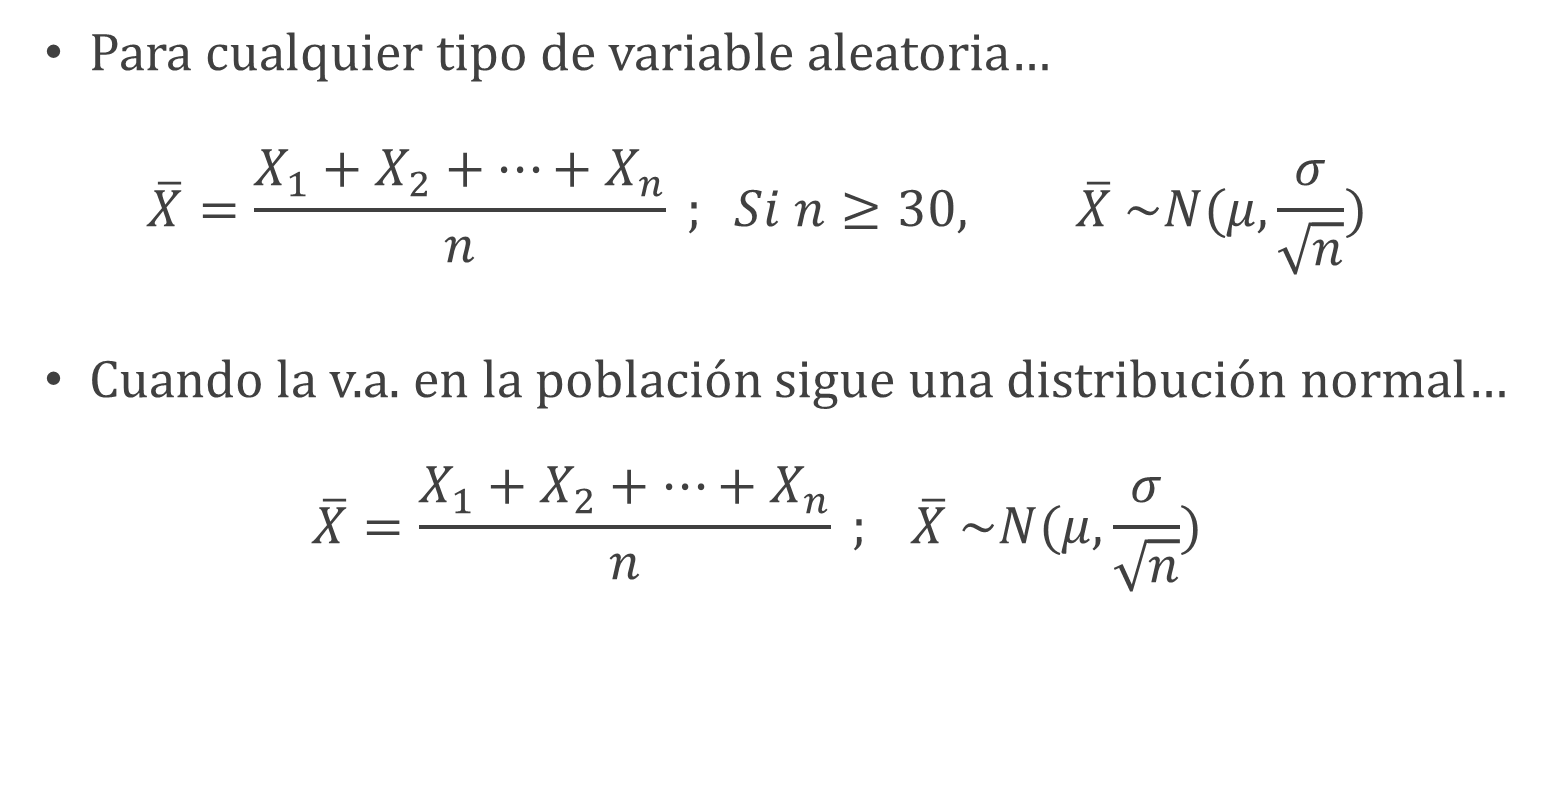 • Para cualquier tipo de variable aleatoria…
X̄ = (X₁ + X₂ + ⋯ + Xₙ)/n ; Si n ≥ 30, X̄ ~N(μ, σ/√n)
• Cuando la v.a. en la población sigue una distribución normal…
X̄ = (X₁ + X₂ + ⋯ + Xₙ)/n ; X̄ ~N(μ, σ/√n)